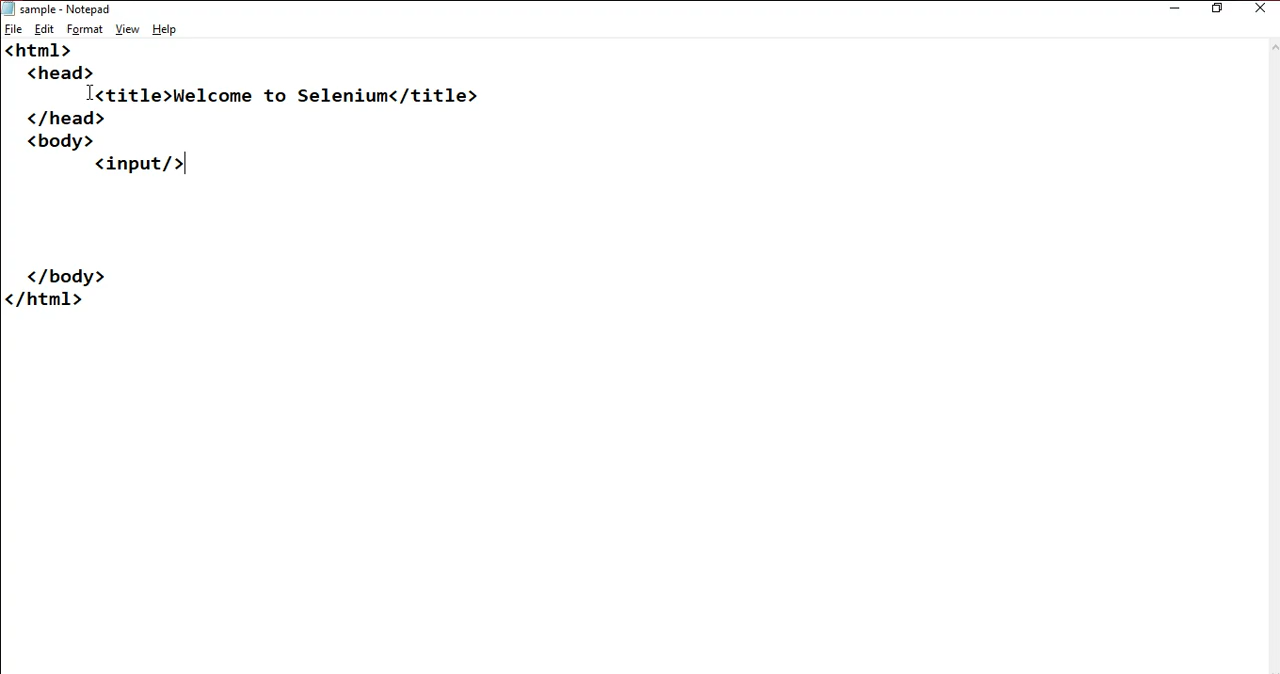 sample - Notepad
File Edit Format View Help
<html>
<head>
<title>Welcome to Selenium</title>
</head>
<body>
<input/>
</body>
</html>